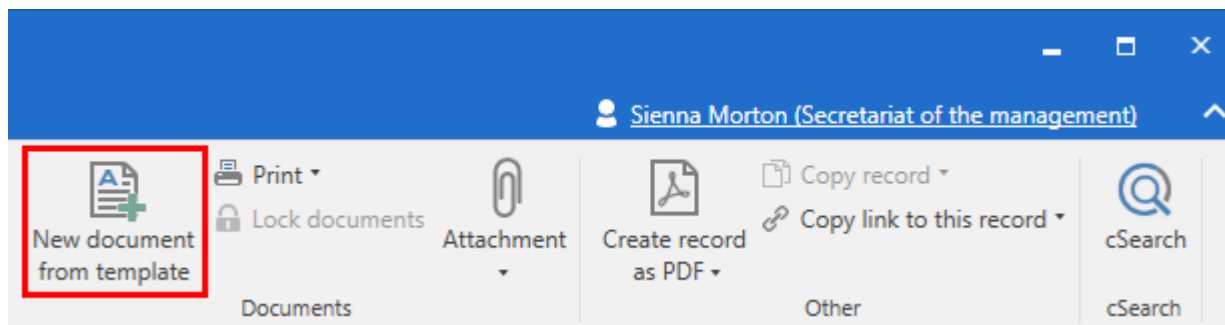 Sienna Morton (Secretariat of the management)
New document
from template
Print
Lock documents
Attachment
Create record
as PDF
Copy record
Copy link to this record
cSearch
Documents
Other
cSearch